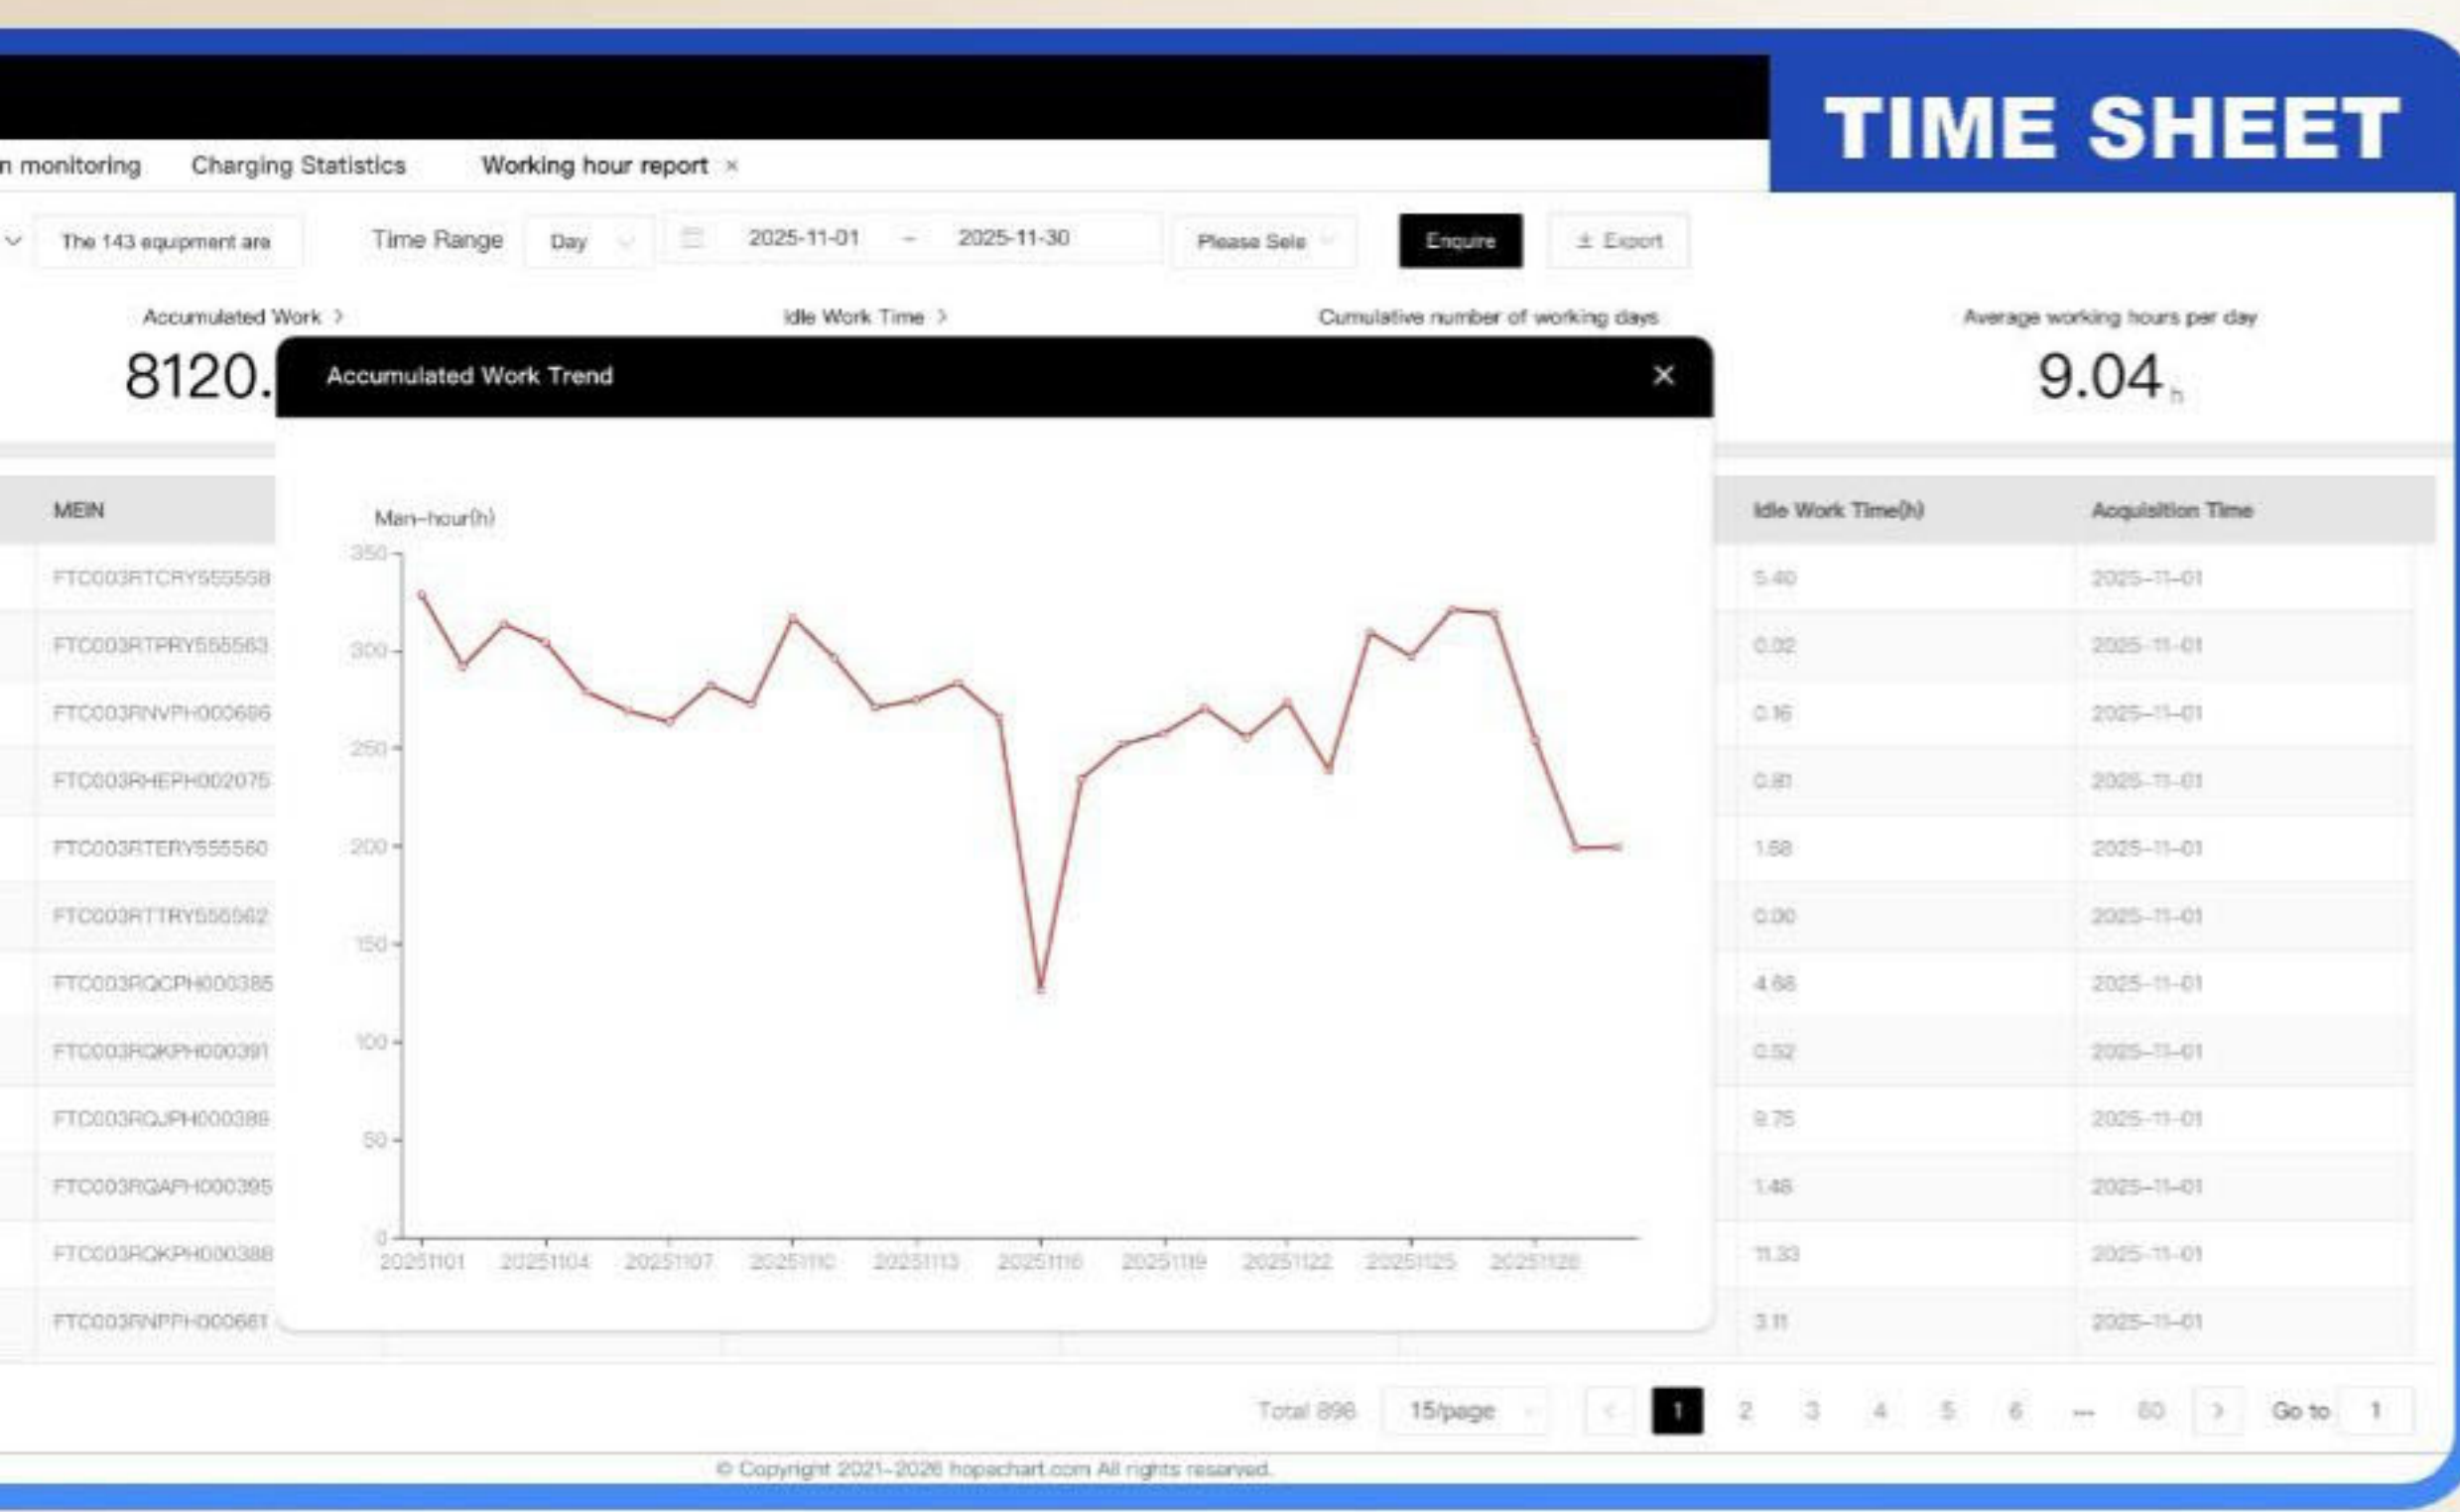 TIME SHEET
n monitoring Charging Statistics Working hour report ×
The 143 equipment are Time Range Day 2025-11-01 – 2025-11-30 Please Sele Enquire Export
Accumulated Work > Idle Work Time > Cumulative number of working days Average working hours per day
8120. 9.04 h
Accumulated Work Trend ×
MEIN Idle Work Time(h) Acquisition Time
Man-hour(h)
350
300
250
200
150
100
50
0
20251101 20251104 20251107 20251110 20251113 20251116 20251119 20251122 20251125 20251128
FTC003RTCRY555558 5.40 2025-11-01
FTC003RTPRY555563 2025-11-01
FTC003RNVPH000686 0.16 2025-11-01
FTC003RHEPH002075 0.81 2025-11-01
FTC003RTERY555560 1.58 2025-11-01
FTC003RTTRY555562 0.00 2025-11-01
FTC003RQCPH000385 4.68 2025-11-01
FTC003RQKPH000391 0.52 2025-11-01
2025-11-01
FTC003RQAPH000395 1.48 2025-11-01
FTC003RQKPH000388 11.33 2025-11-01
3.11 2025-11-01
Total 898 15/page < 1 2 3 4 5 6 ••• 60 > Go to 1
© Copyright 2021-2026 hopechart.com All rights reserved.